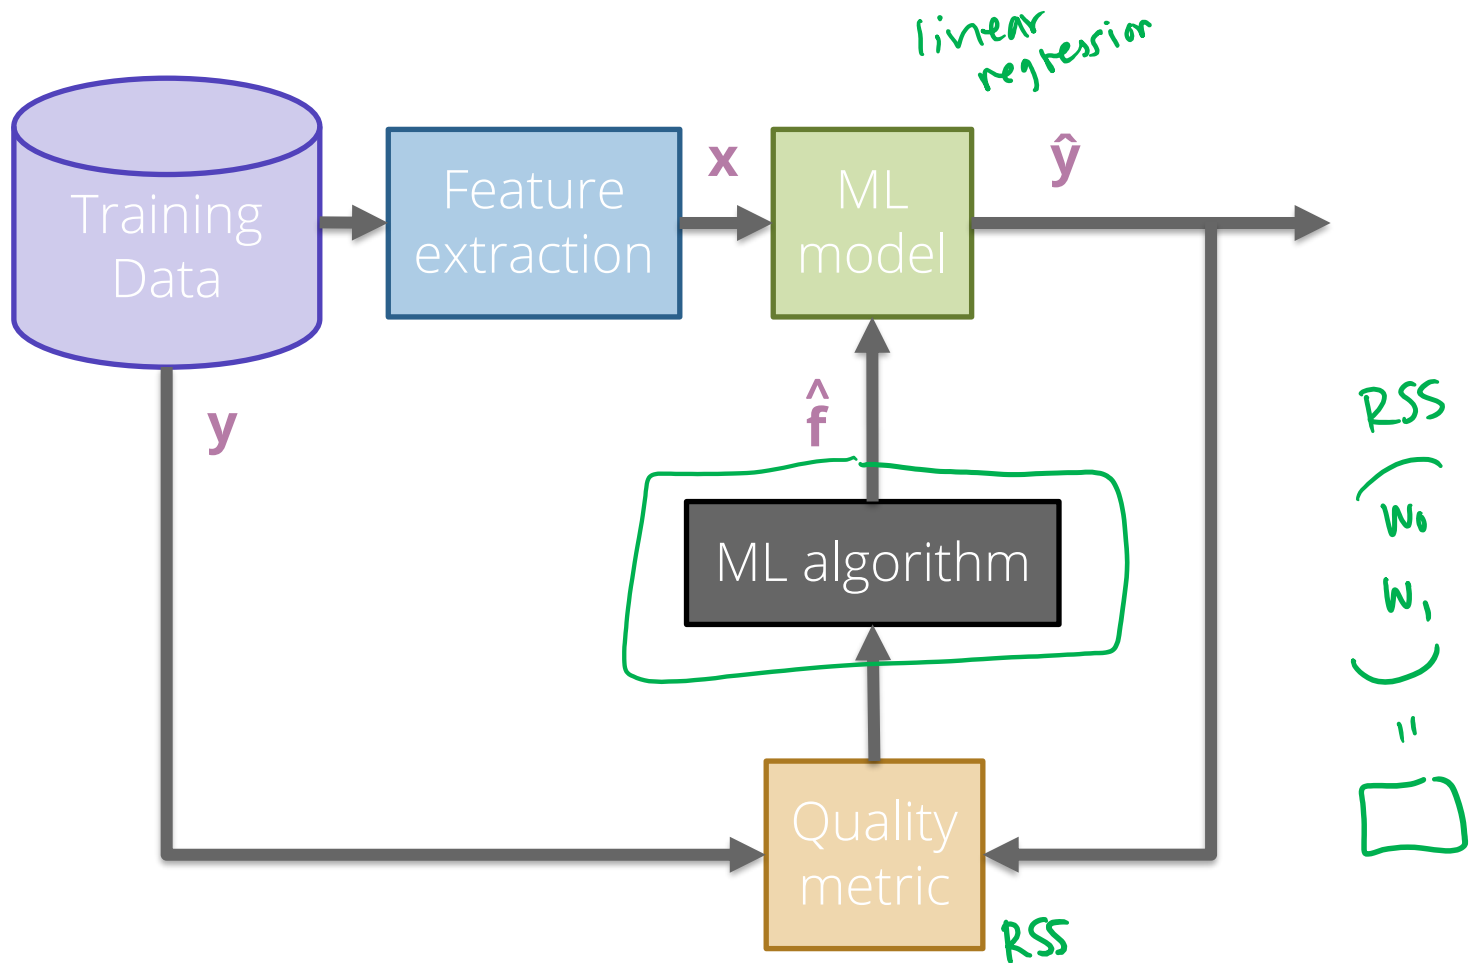 linear
regression
Training
Data
Feature
extraction
x
ML
model
ŷ
y
f̂
ML algorithm
Quality
metric
RSS
RSS
(
w₀
w₁
)
=